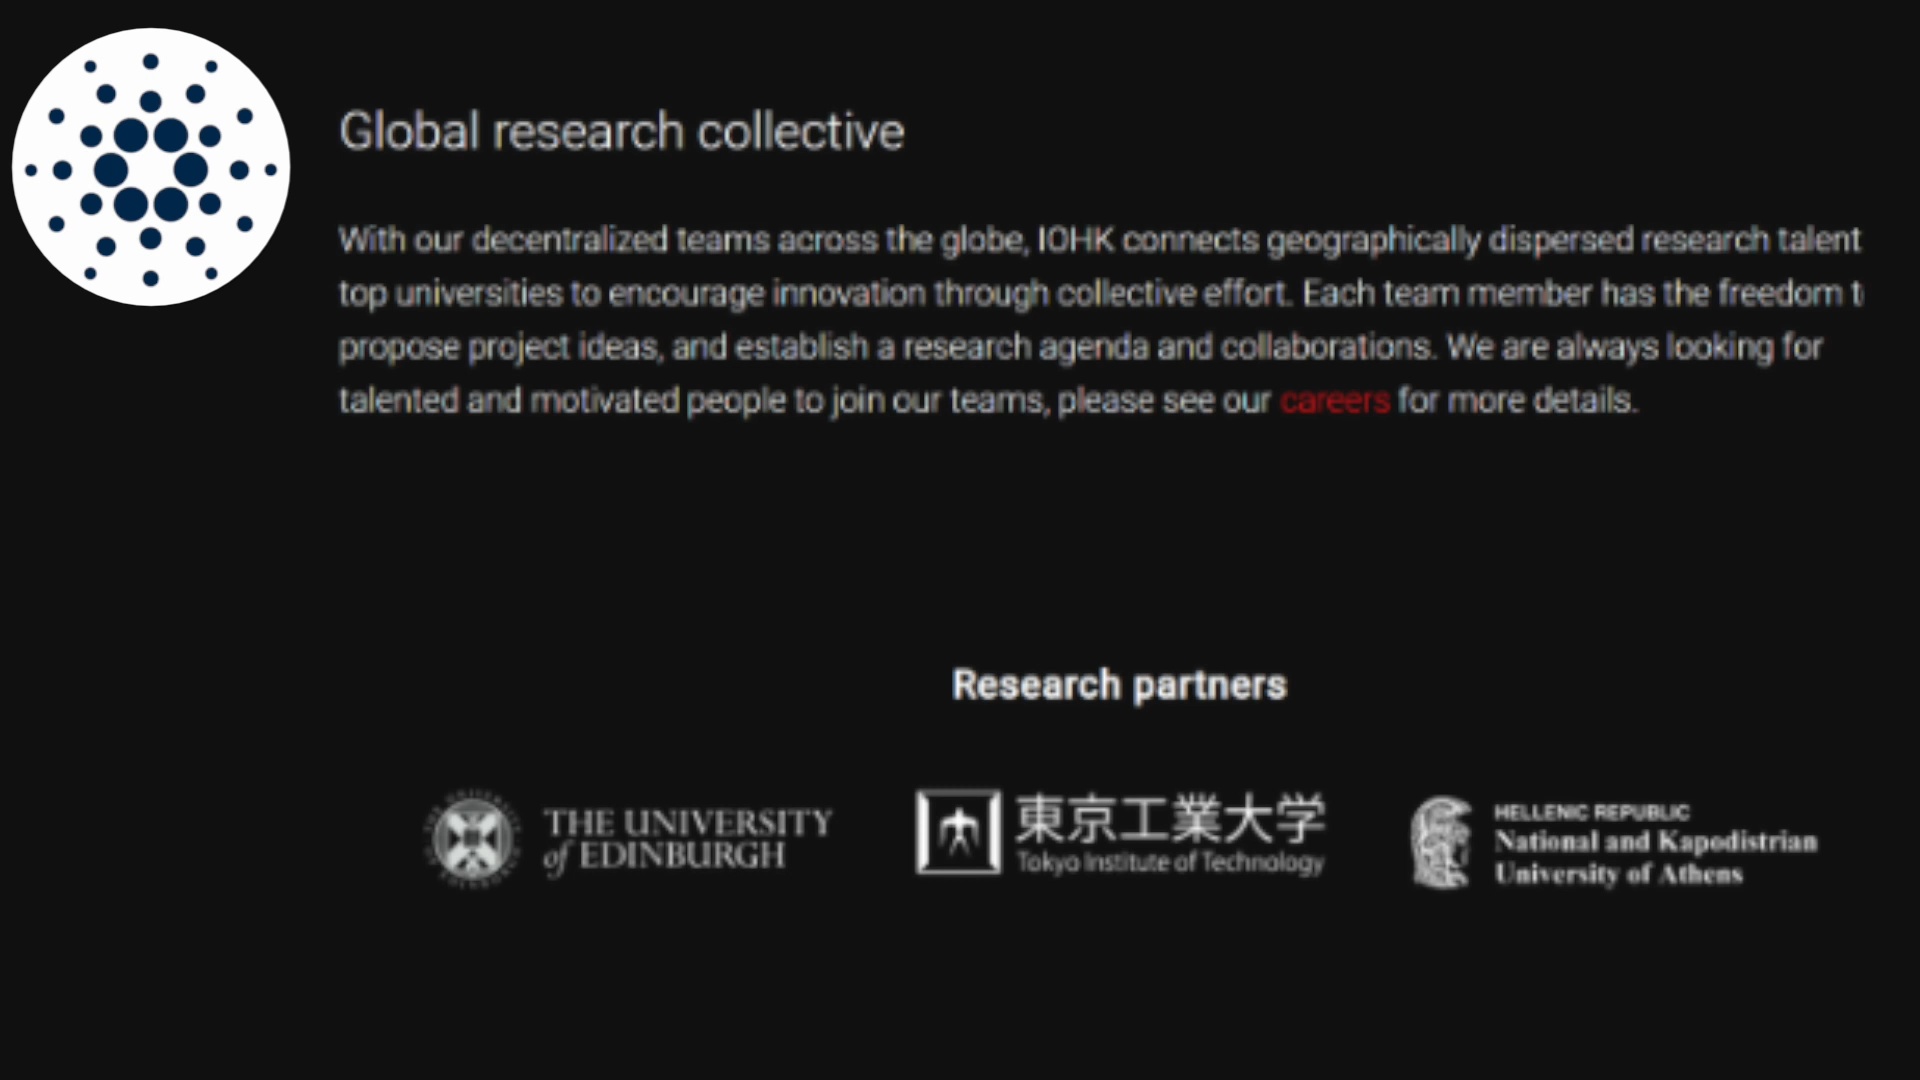 Global research collective
With our decentralized teams across the globe, IOHK connects geographically dispersed research talent
top universities to encourage innovation through collective effort. Each team member has the freedom t
propose project ideas, and establish a research agenda and collaborations. We are always looking for
talented and motivated people to join our teams, please see our careers for more details.
Research partners
THE UNIVERSITY
of EDINBURGH
東京工業大学
Tokyo Institute of Technology
HELLENIC REPUBLIC
National and Kapodistrian
University of Athens